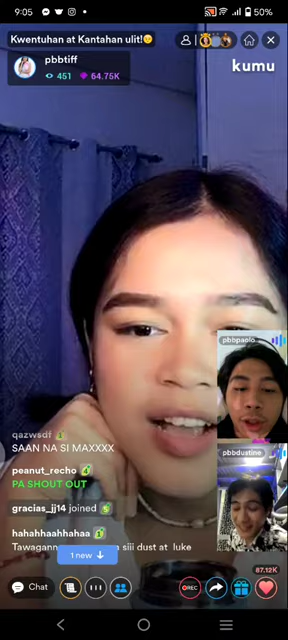 9:05
50%
Kwentuhan at Kantahan ulit!
pbbtiff
451 64.75K
kumu
pbbpaolo
qazwsdf
SAAN NA SI MAXXXX
peanut_recho
PA SHOUT OUT
pbbdustine
gracias_jj14 joined
hahahhaahhahaa
siii dust at luke
1 new
87.12K
Chat
REC